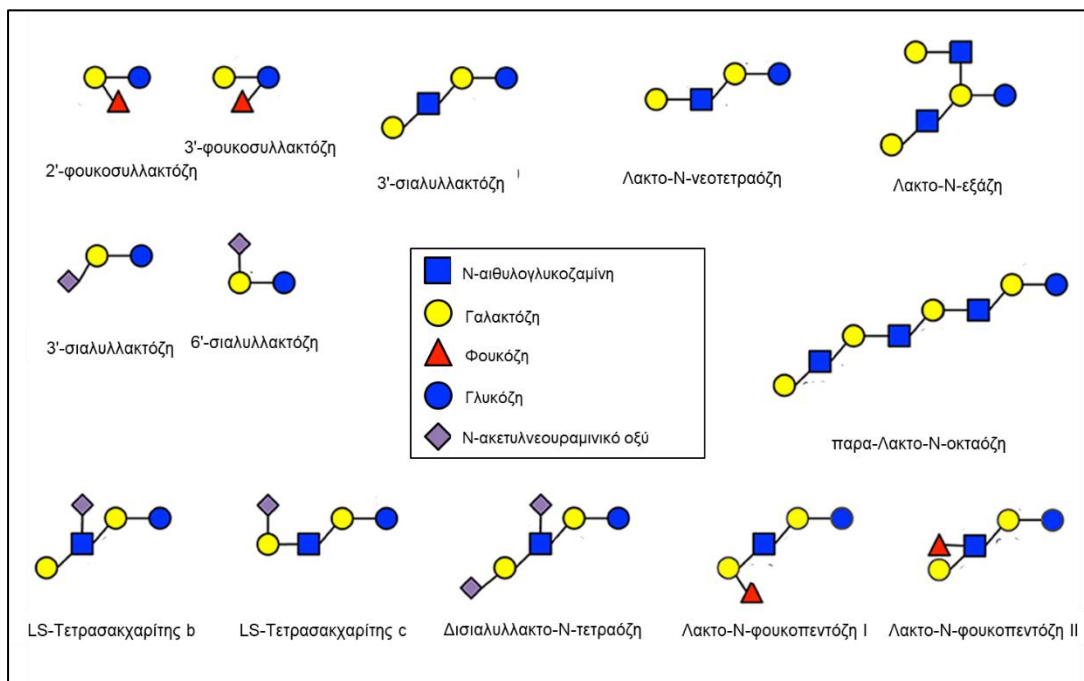 2'-φουκοσυλλακτόζη
3'-φουκοσυλλακτόζη
3'-σιαλυλλακτόζη
Λακτο-Ν-νεοτετραόζη
Λακτο-Ν-εξάζη
3'-σιαλυλλακτόζη
6'-σιαλυλλακτόζη
Ν-αιθυλογλυκοζαμίνη
Γαλακτόζη
Φουκόζη
Γλυκόζη
Ν-ακετυλνεουραμινικό οξύ
παρα-Λακτο-Ν-οκταόζη
LS-Τετρασακχαρίτης b
LS-Τετρασακχαρίτης c
Δισιαλυλλακτο-Ν-τετραόζη
Λακτο-Ν-φουκοπεντόζη I
Λακτο-Ν-φουκοπεντόζη II